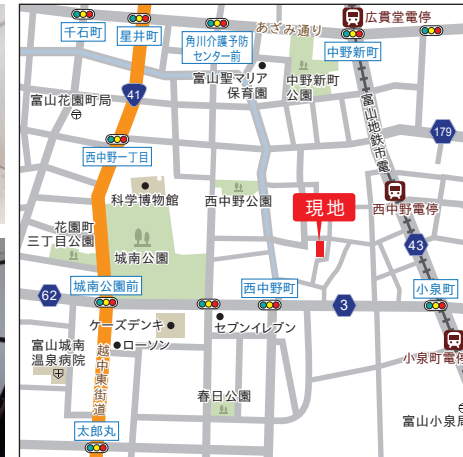 広貫堂電停
あざみ通り
千石町
星井町
角川介護予防
センター前
中野新町
富山聖マリア
保育園
中野新町
公園
富山花園町局
41
富山地鉄市電
179
西中野一丁目
科学博物館
西中野公園
現地
西中野電停
花園町
三丁目公園
城南公園
43
62
城南公園前
西中野町
3
小泉町
ケーズデンキ
セブンイレブン
富山城南
温泉病院
ローソン
越中東街道
小泉町電停
春日公園
富山小泉局
太郎丸